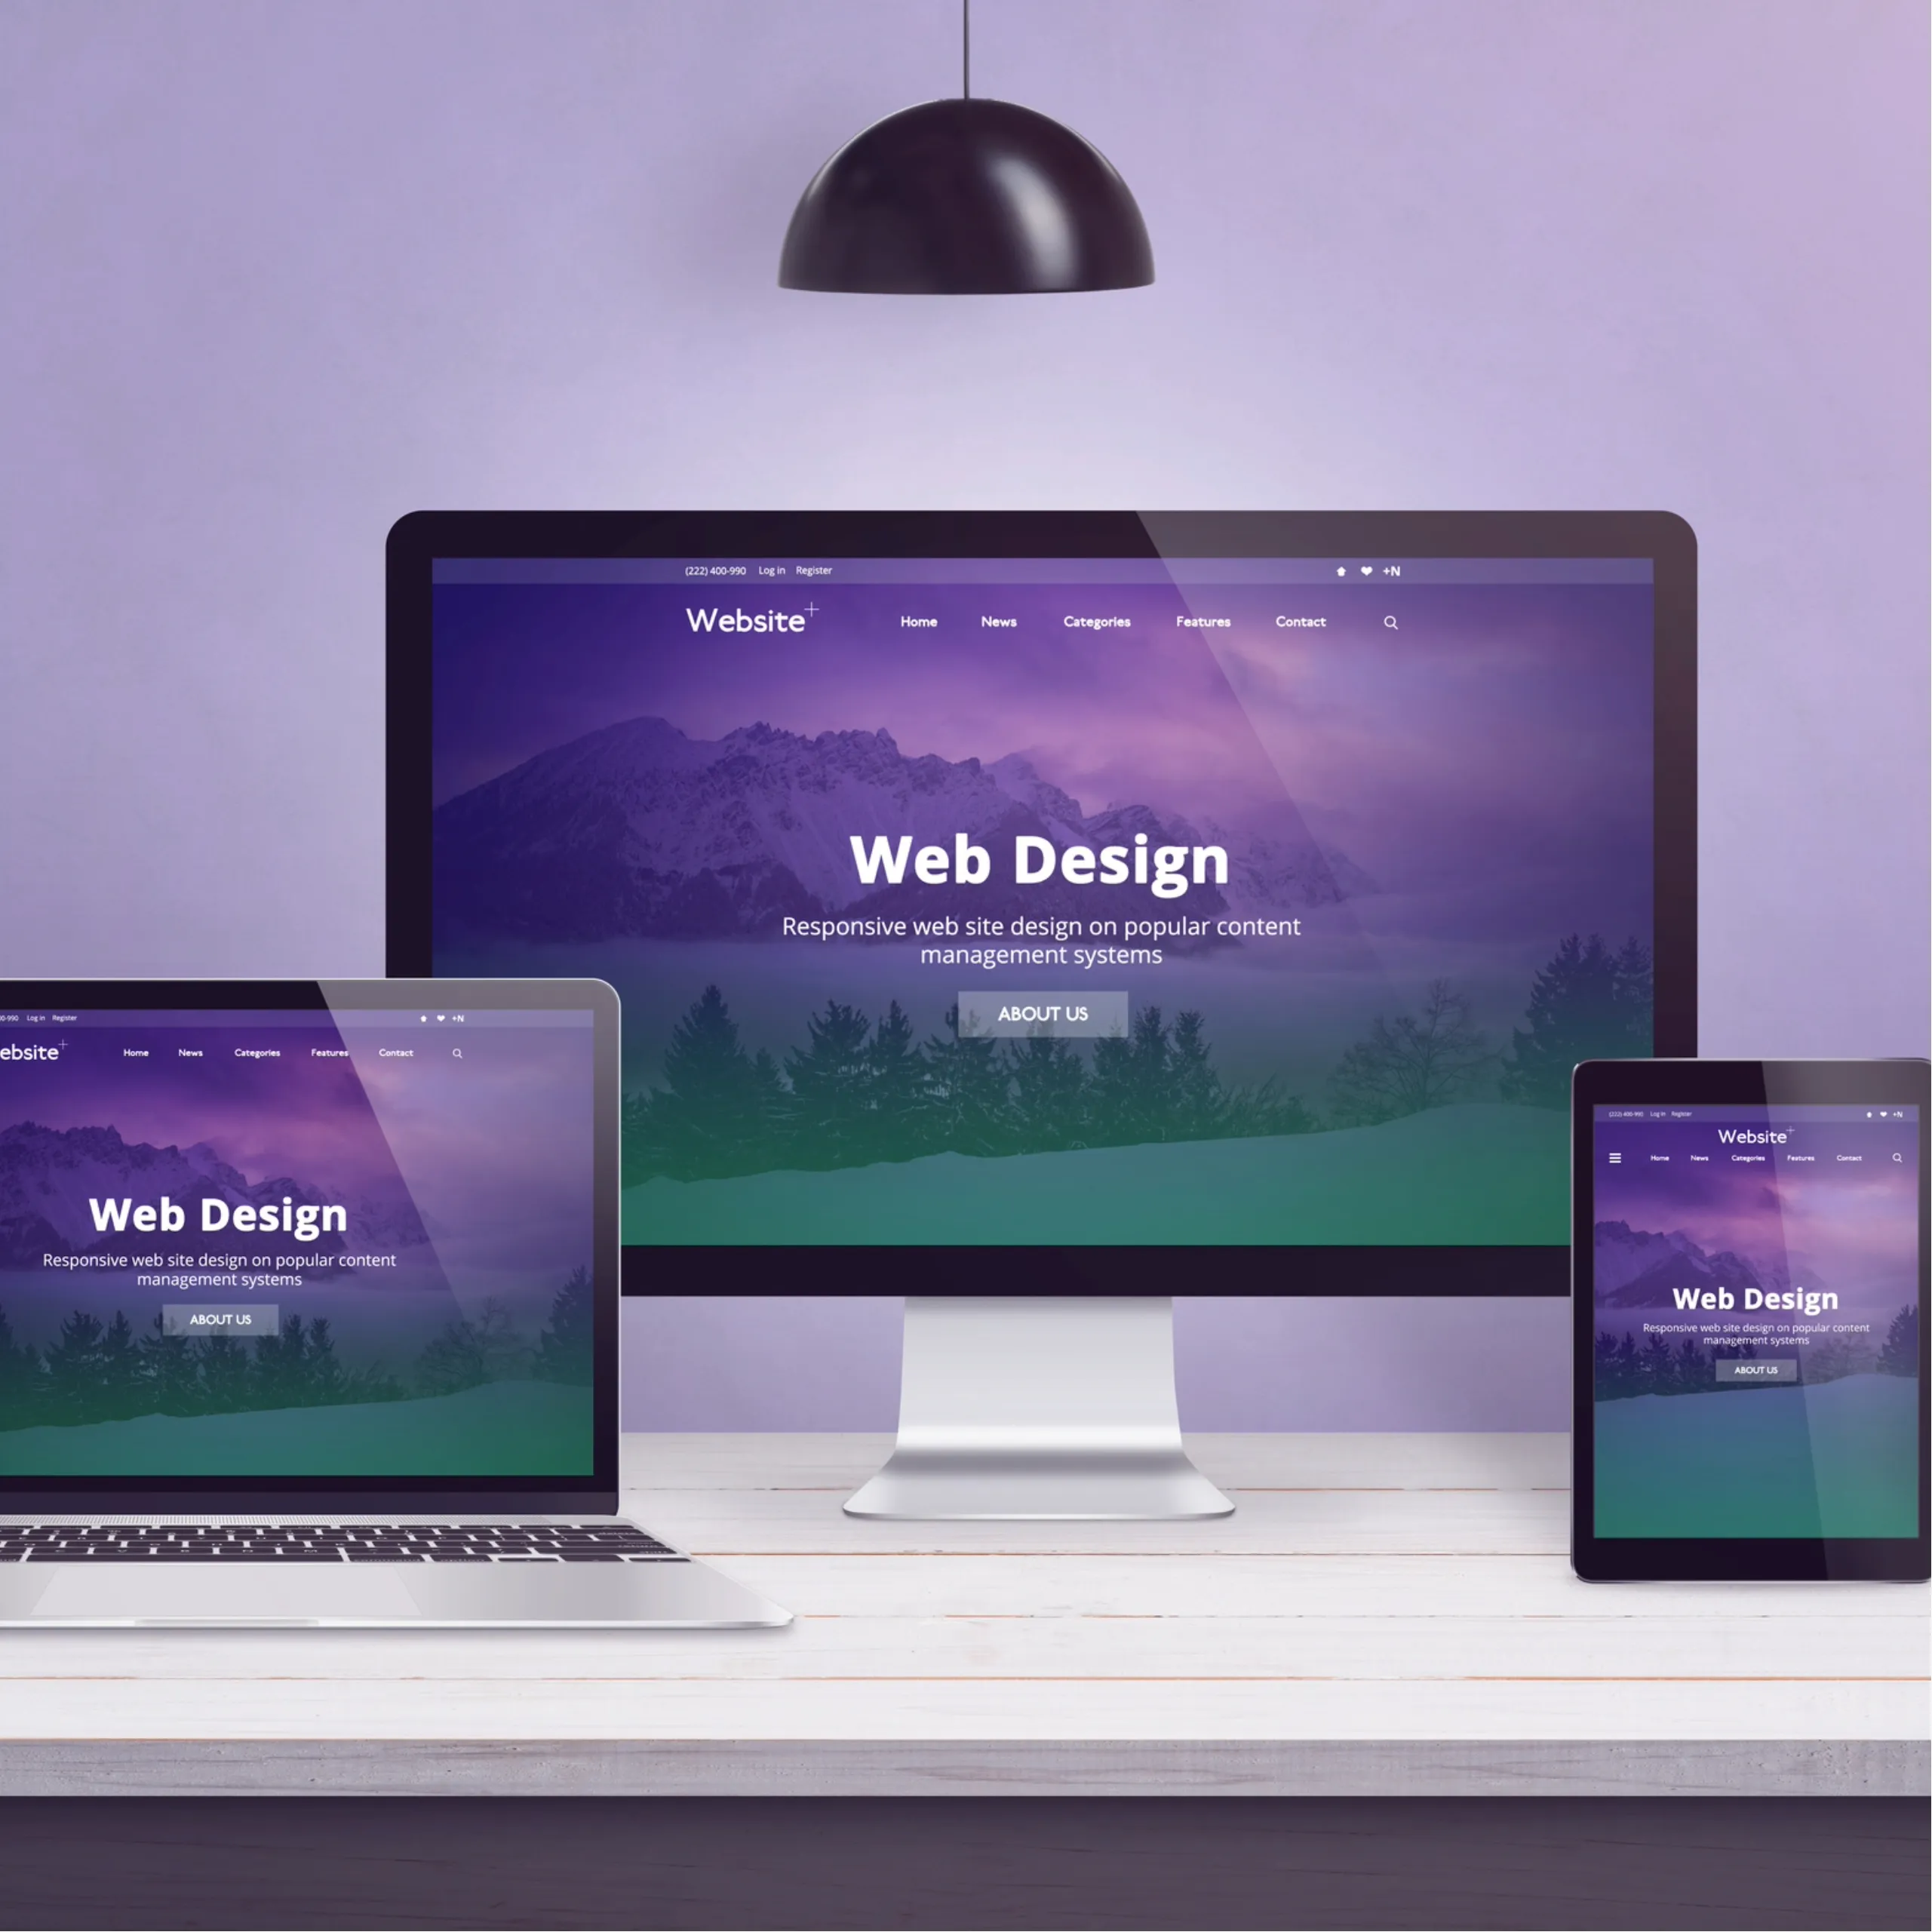 (222) 400-990 Log in Register +N
Website+ Home News Categories Features Contact
Web Design
Responsive web site design on popular content
management systems
ABOUT US
0-990 Log in Register +N
ebsite+ Home News Categories Features Contact
Web Design
Responsive web site design on popular content
management systems
ABOUT US
(222) 400-990 Log in Register +N
Website+
Home News Categories Features Contact
Web Design
Responsive web site design on popular content
management systems
ABOUT US